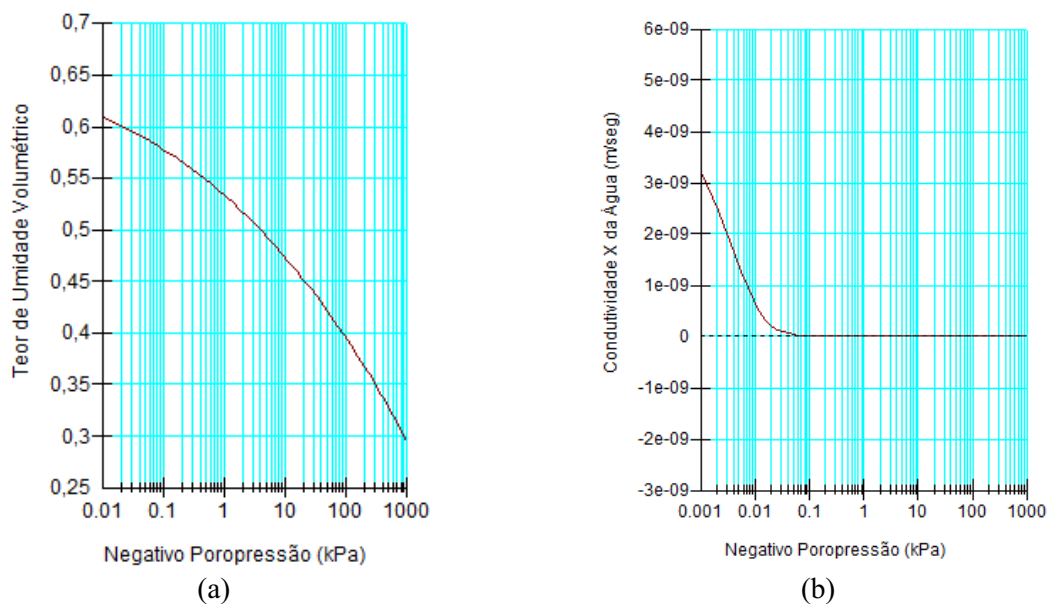 0,7
0,65
0,6
0,55
0,5
0,45
0,4
0,35
0,3
0,25
Teor de Umidade Volumétrico
0.01 0.1 1 10 100 1000
Negativo Poropressão (kPa)
(a)
6e-09
5e-09
4e-09
3e-09
2e-09
1e-09
0
-1e-09
-2e-09
-3e-09
Condutividade X da Água (m/seg)
0.001 0.01 0.1 1 10 100 1000
Negativo Poropressão (kPa)
(b)